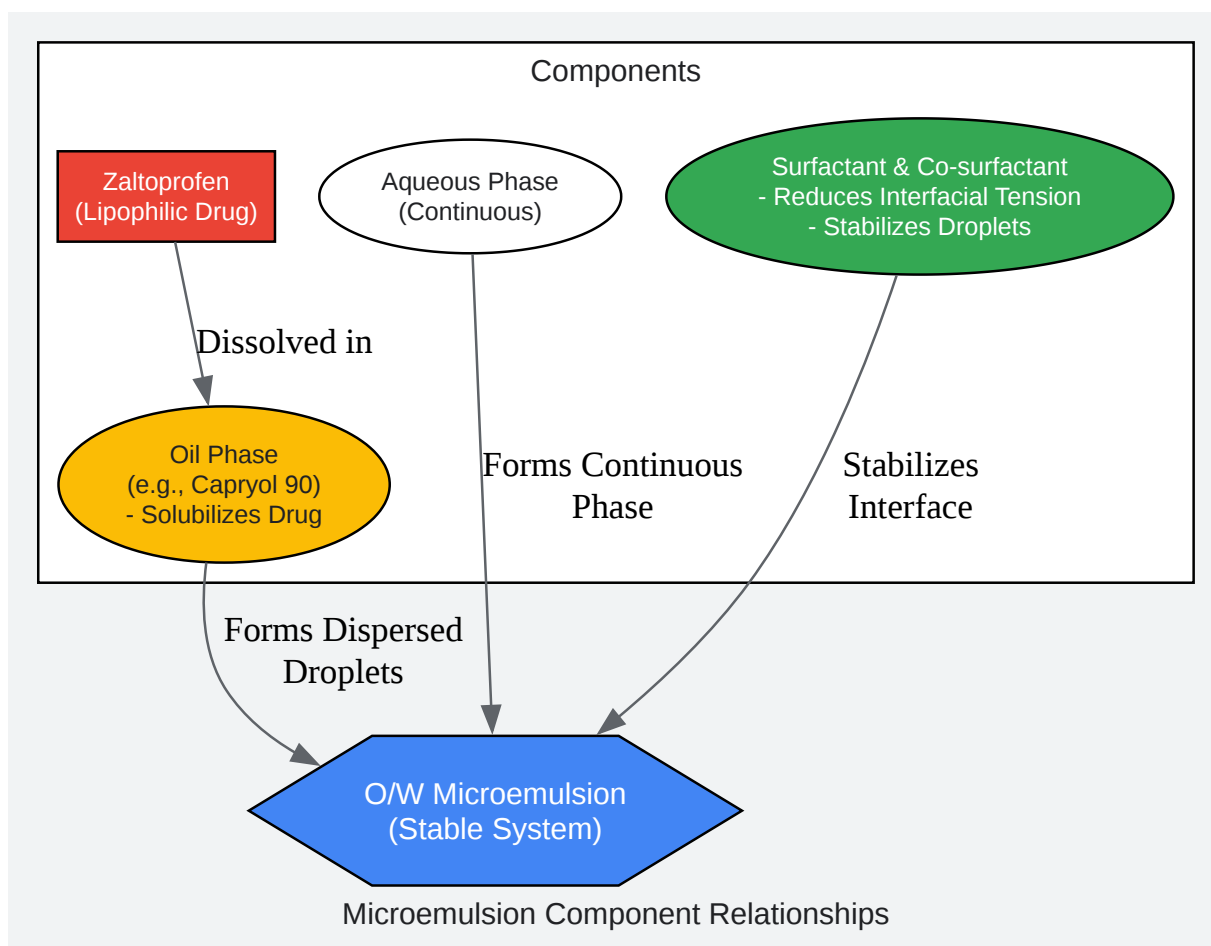 Components
Zaltoprofen
(Lipophilic Drug)
Aqueous Phase
(Continuous)
Surfactant & Co-surfactant
- Reduces Interfacial Tension
- Stabilizes Droplets
Dissolved in
Oil Phase
(e.g., Capryol 90)
- Solubilizes Drug
Forms Continuous
Phase
Stabilizes
Interface
Forms Dispersed
Droplets
O/W Microemulsion
(Stable System)
Microemulsion Component Relationships